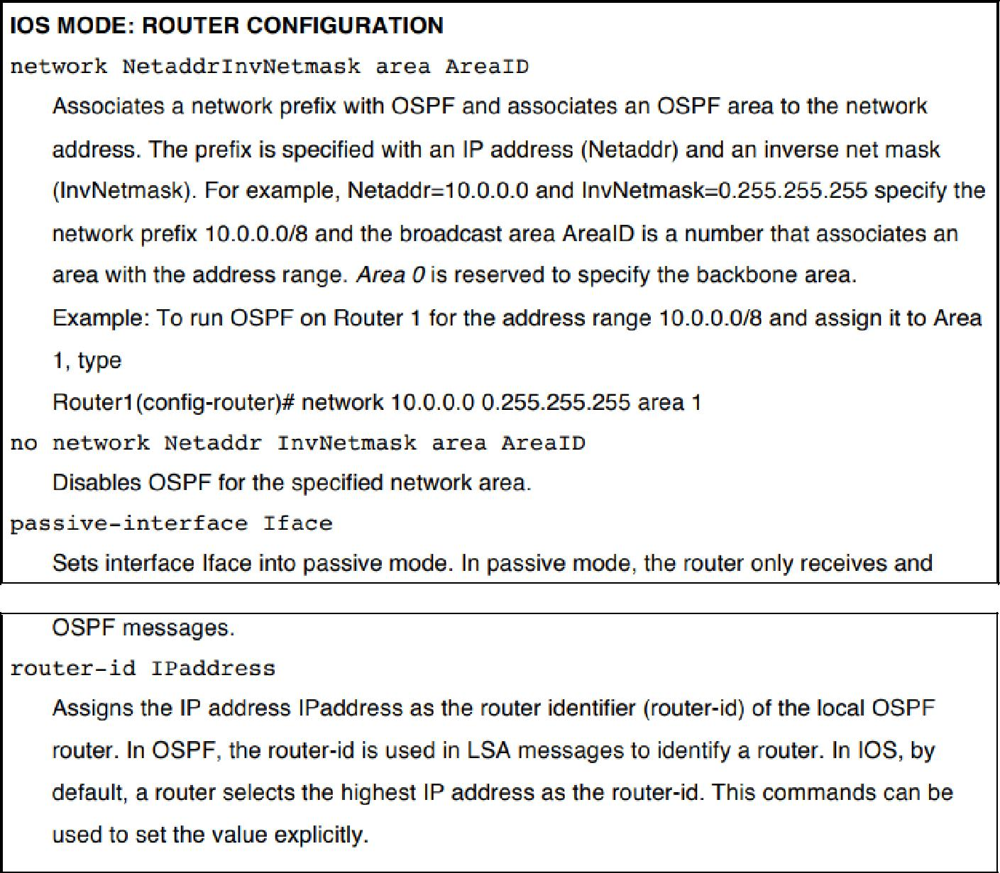 IOS MODE: ROUTER CONFIGURATION
network NetaddrInvNetmask area AreaID
Associates a network prefix with OSPF and associates an OSPF area to the network
address. The prefix is specified with an IP address (Netaddr) and an inverse net mask
(InvNetmask). For example, Netaddr=10.0.0.0 and InvNetmask=0.255.255.255 specify the
network prefix 10.0.0.0/8 and the broadcast area AreaID is a number that associates an
area with the address range. Area 0 is reserved to specify the backbone area.
Example: To run OSPF on Router 1 for the address range 10.0.0.0/8 and assign it to Area
1, type
Router1(config-router)# network 10.0.0.0 0.255.255.255 area 1
no network Netaddr InvNetmask area AreaID
Disables OSPF for the specified network area.
passive-interface Iface
Sets interface Iface into passive mode. In passive mode, the router only receives and
OSPF messages.
router-id IPaddress
Assigns the IP address IPaddress as the router identifier (router-id) of the local OSPF
router. In OSPF, the router-id is used in LSA messages to identify a router. In IOS, by
default, a router selects the highest IP address as the router-id. This commands can be
used to set the value explicitly.